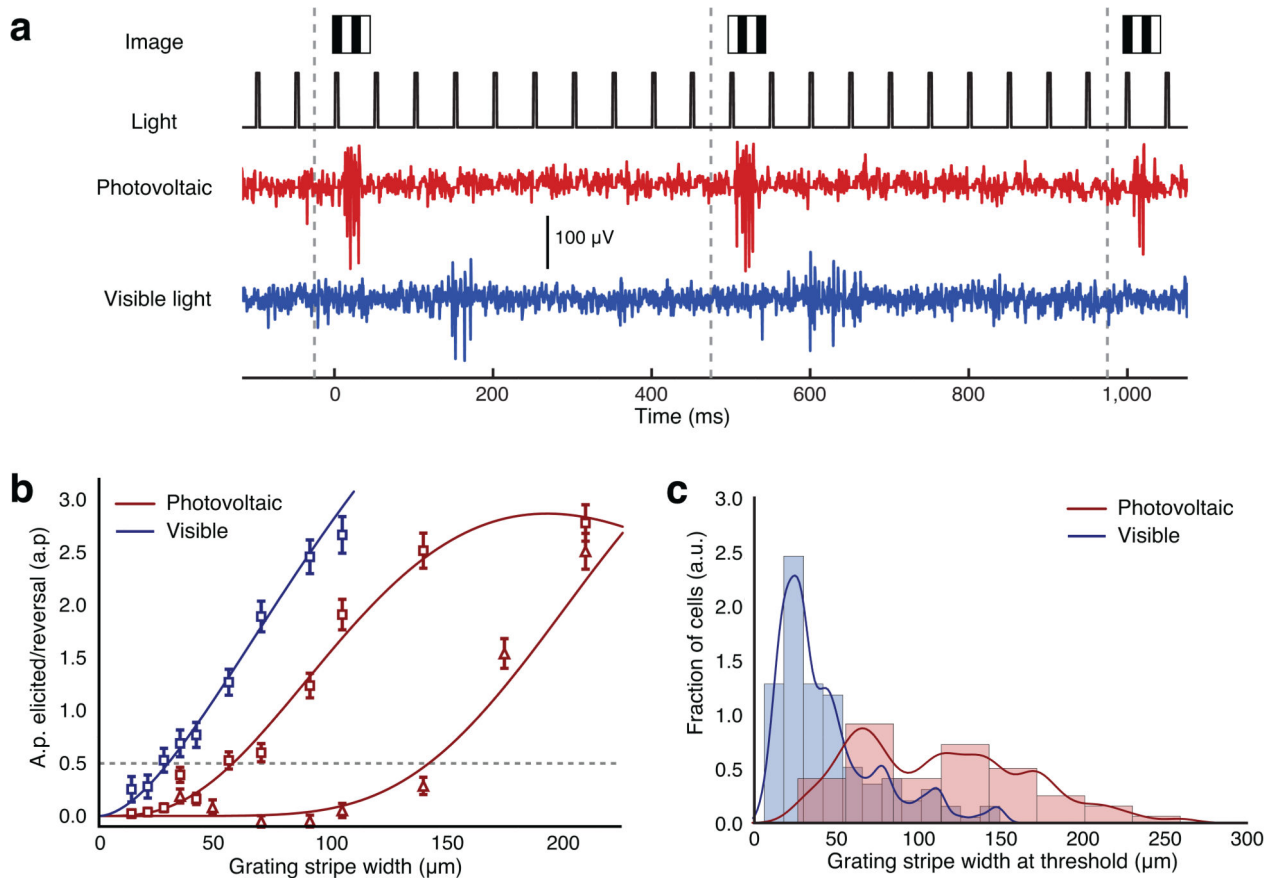 a
Image
Light
Photovoltaic
100 µV
Visible light
0 200 400 600 800 1,000
Time (ms)
b
Photovoltaic
Visible
A.p. elicited/reversal (a.p)
3.0
2.5
2.0
1.5
1.0
0.5
0.0
0 50 100 150 200
Grating stripe width (µm)
c
Photovoltaic
Visible
Fraction of cells (a.u.)
3.0
2.5
2.0
1.5
1.0
0.5
0.0
0 50 100 150 200 250 300
Grating stripe width at threshold (µm)